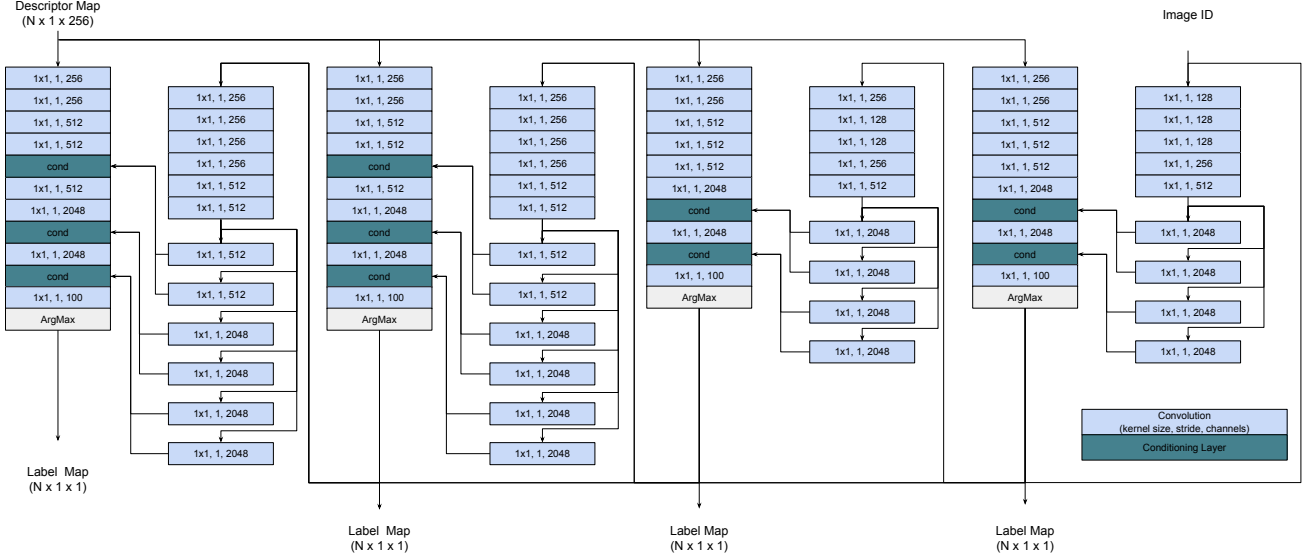 Descriptor Map
(N x 1 x 256)
Image ID
1x1, 1, 256
1x1, 1, 256
1x1, 1, 512
1x1, 1, 512
cond
1x1, 1, 512
1x1, 1, 2048
cond
1x1, 1, 2048
cond
1x1, 1, 100
ArgMax
Label Map
(N x 1 x 1)
1x1, 1, 256
1x1, 1, 256
1x1, 1, 256
1x1, 1, 256
1x1, 1, 512
1x1, 1, 512
1x1, 1, 512
1x1, 1, 512
1x1, 1, 2048
1x1, 1, 2048
1x1, 1, 2048
1x1, 1, 2048
1x1, 1, 256
1x1, 1, 256
1x1, 1, 512
1x1, 1, 512
cond
1x1, 1, 512
1x1, 1, 2048
cond
1x1, 1, 2048
cond
1x1, 1, 100
ArgMax
Label Map
(N x 1 x 1)
1x1, 1, 256
1x1, 1, 256
1x1, 1, 256
1x1, 1, 256
1x1, 1, 512
1x1, 1, 512
1x1, 1, 512
1x1, 1, 512
1x1, 1, 2048
1x1, 1, 2048
1x1, 1, 2048
1x1, 1, 2048
1x1, 1, 256
1x1, 1, 256
1x1, 1, 512
1x1, 1, 512
1x1, 1, 512
1x1, 1, 2048
cond
1x1, 1, 2048
cond
1x1, 1, 100
ArgMax
Label Map
(N x 1 x 1)
1x1, 1, 256
1x1, 1, 128
1x1, 1, 128
1x1, 1, 256
1x1, 1, 512
1x1, 1, 2048
1x1, 1, 2048
1x1, 1, 2048
1x1, 1, 2048
1x1, 1, 256
1x1, 1, 256
1x1, 1, 512
1x1, 1, 512
1x1, 1, 512
1x1, 1, 2048
cond
1x1, 1, 2048
cond
1x1, 1, 100
ArgMax
Label Map
(N x 1 x 1)
1x1, 1, 128
1x1, 1, 128
1x1, 1, 128
1x1, 1, 256
1x1, 1, 512
1x1, 1, 2048
1x1, 1, 2048
1x1, 1, 2048
1x1, 1, 2048
Convolution
(kernel size, stride, channels)
Conditioning Layer